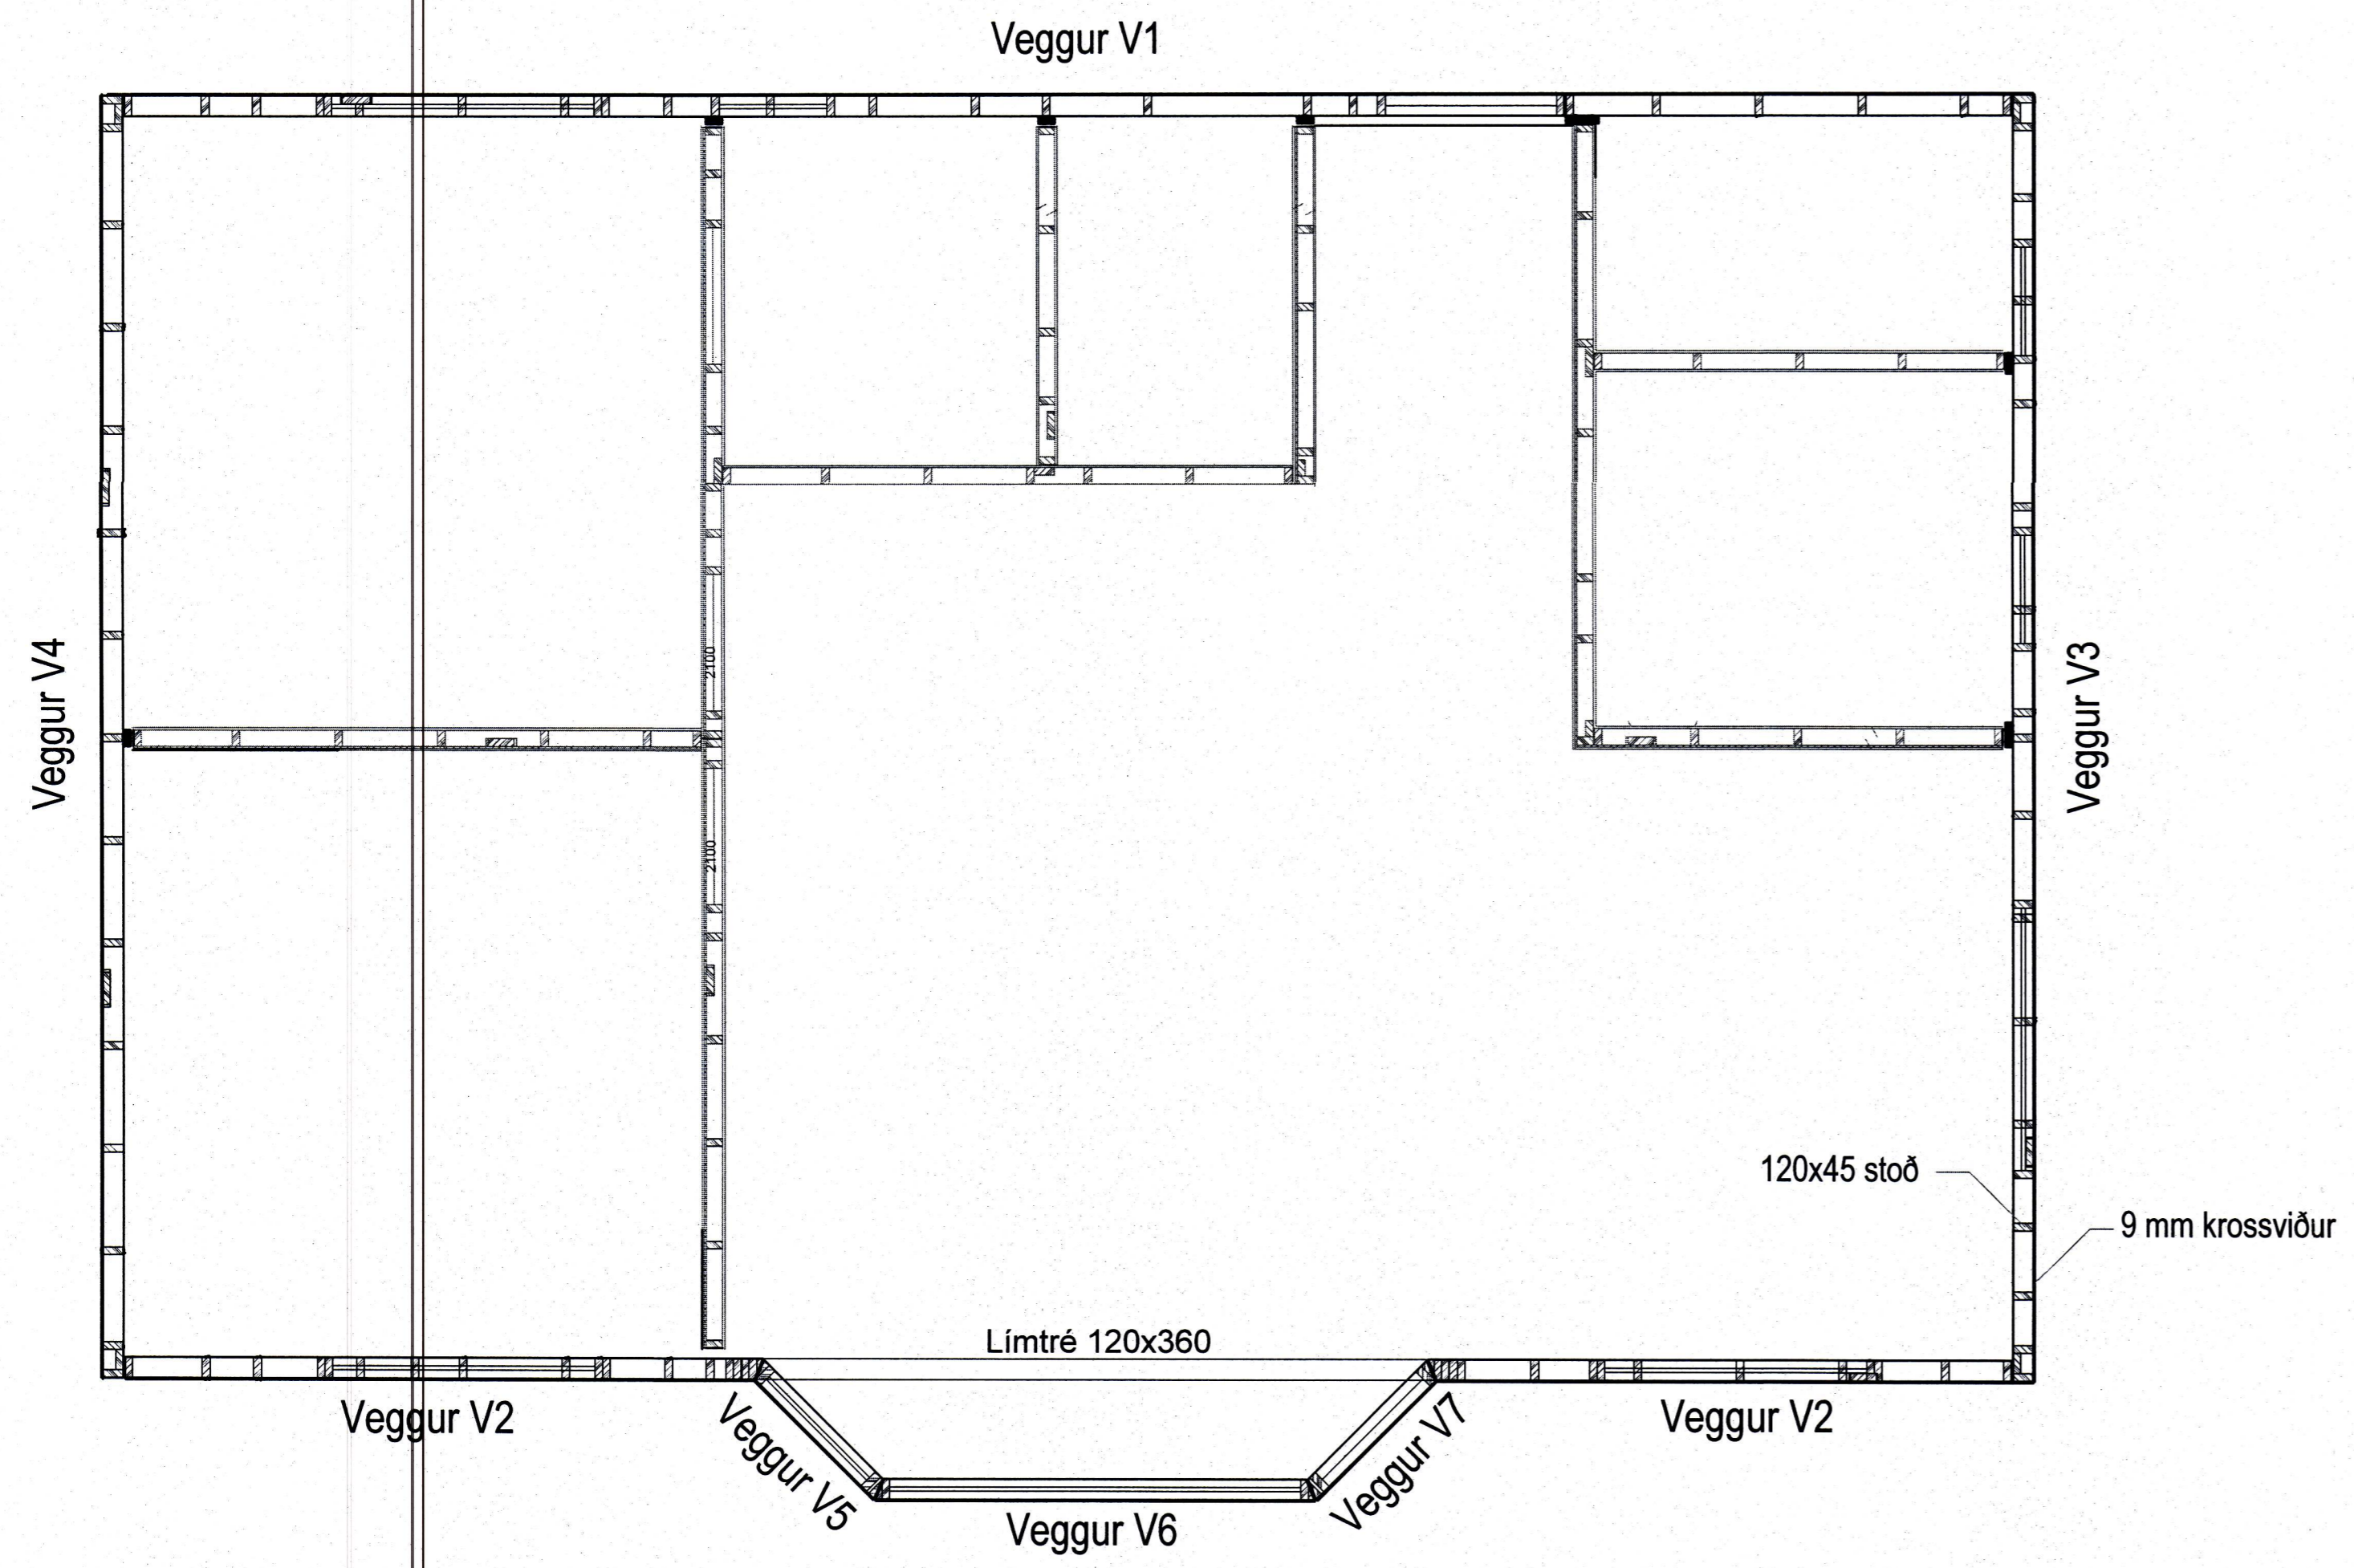 Veggur V1
Veggur V4
2100
Veggur V3
2100
120x45 stoð
9 mm krossviður
Límtré 120x360
Veggur V2
Veggur V5
Veggur V6
Veggur V7
Veggur V2